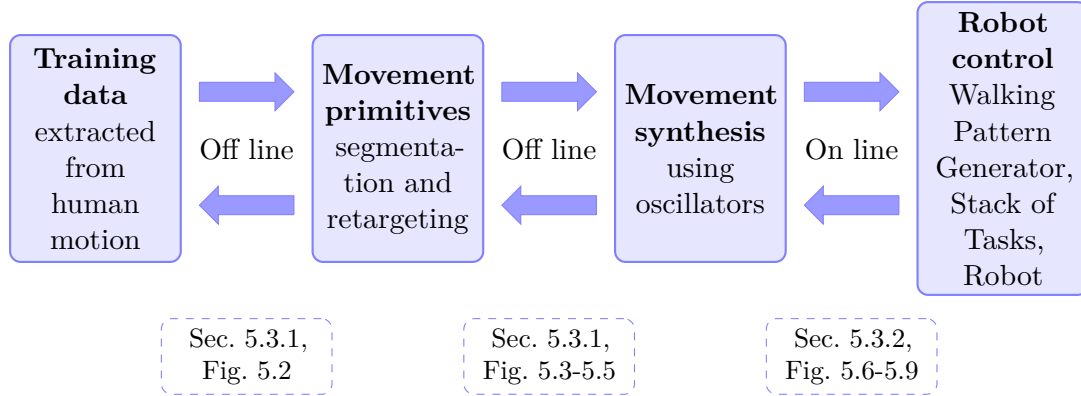 Training
data
extracted
from
human
motion
Off line
Movement
primitives
segmenta-
tion and
retargeting
Off line
Movement
synthesis
using
oscillators
On line
Robot
control
Walking
Pattern
Generator,
Stack of
Tasks,
Robot
Sec. 5.3.1,
Fig. 5.2
Sec. 5.3.1,
Fig. 5.3-5.5
Sec. 5.3.2,
Fig. 5.6-5.9